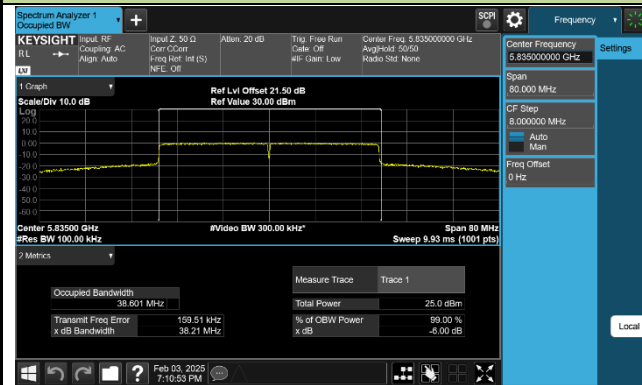 Spectrum Analyzer 1
Occupied BW
SCPI
Frequency
KEYSIGHT
RL
LXI
Input: RF
Coupling: AC
Align: Auto
Input Z: 50 Ω
Corr CCorr
Freq Ref: Int (S)
NFE: Off
Atten: 20 dB
Trig: Free Run
Gate: Off
#IF Gain: Low
Center Freq: 5.835000000 GHz
Avg|Hold: 50/50
Radio Std: None
Center Frequency
5.835000000 GHz
Settings
Span
80.000 MHz
CF Step
8.000000 MHz
Auto
Man
Freq Offset
0 Hz
Local
1 Graph
Scale/Div 10.0 dB
Ref Lvl Offset 21.50 dB
Ref Value 30.00 dBm
Log
20.0
10.0
0.00
-10.0
-20.0
-30.0
-40.0
-50.0
-60.0
Center 5.83500 GHz
#Res BW 100.00 kHz
#Video BW 300.00 kHz*
Span 80 MHz
Sweep 9.93 ms (1001 pts)
2 Metrics
Measure Trace
Trace 1
Occupied Bandwidth
38.601 MHz
Total Power
25.0 dBm
Transmit Freq Error
159.51 kHz
% of OBW Power
99.00 %
x dB Bandwidth
38.21 MHz
x dB
-6.00 dB
Feb 03, 2025
7:10:53 PM